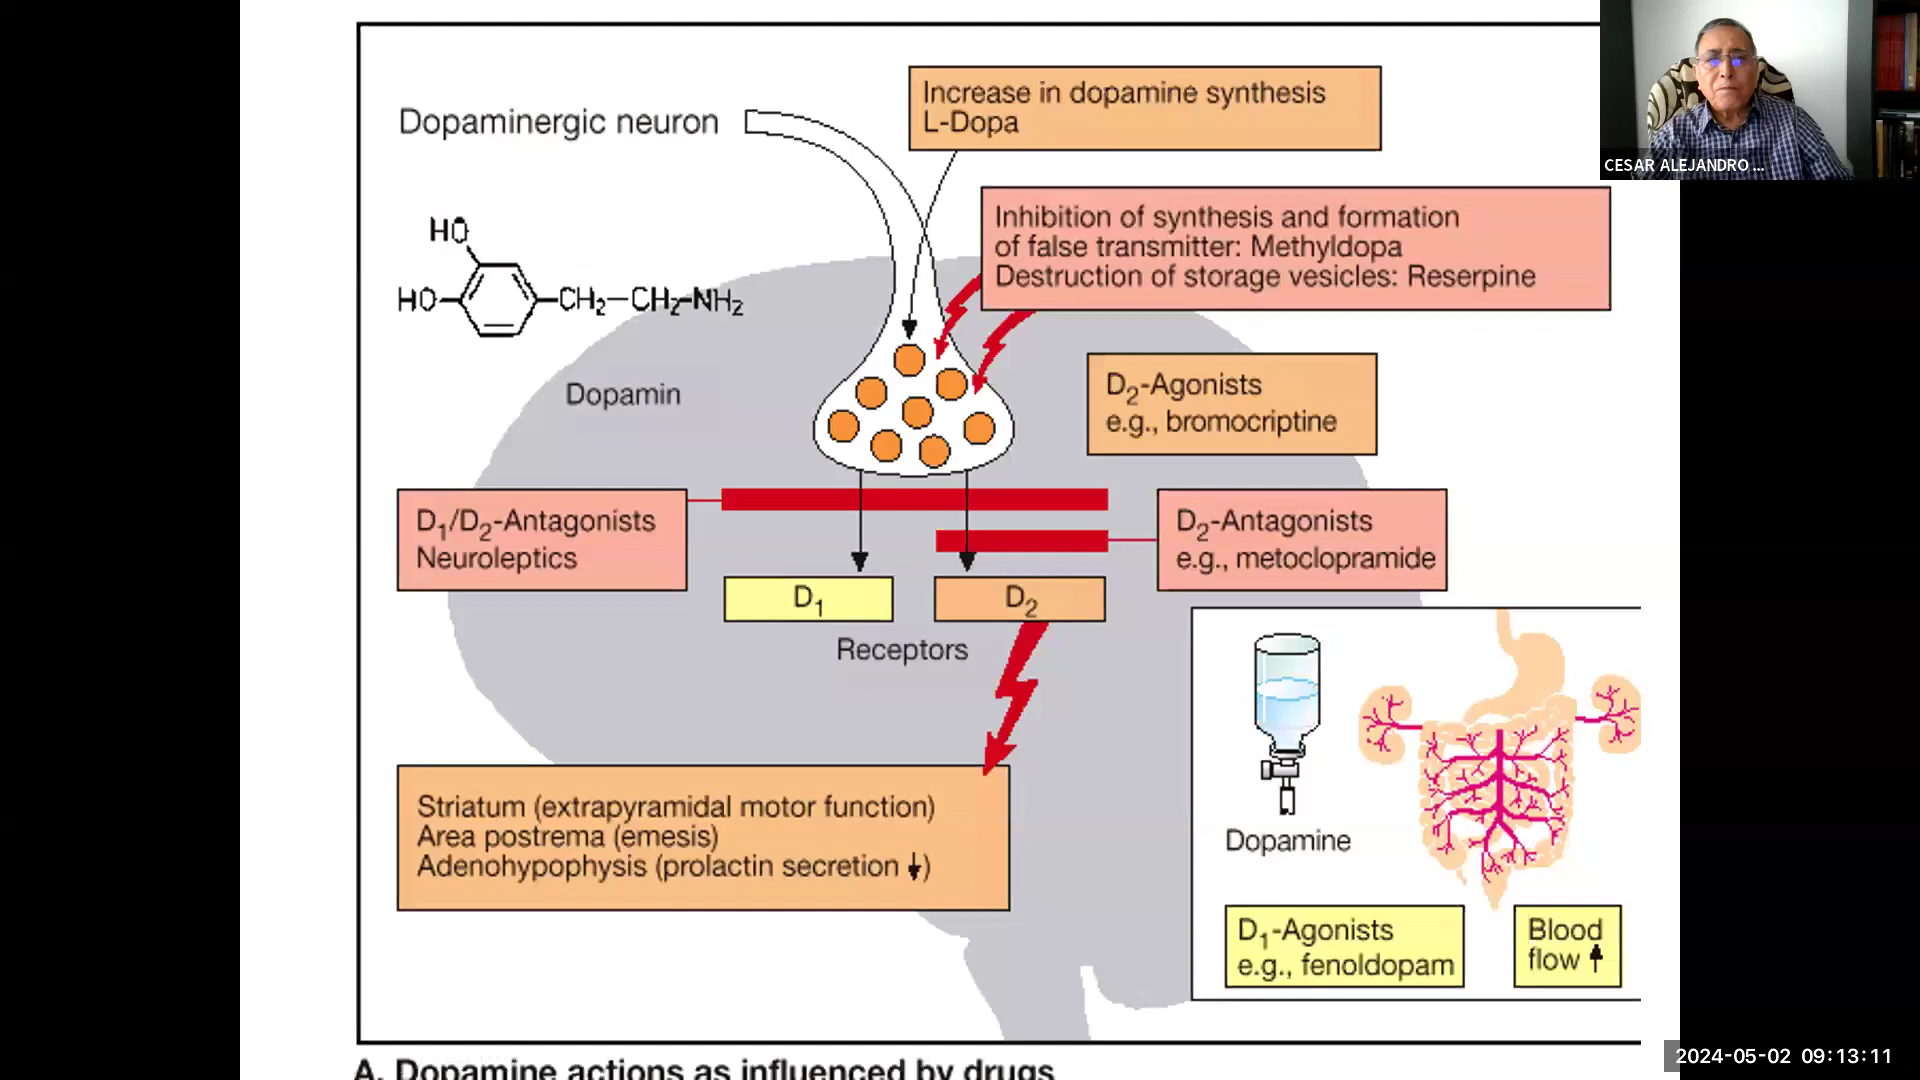 CESAR ALEJANDRO ...
Increase in dopamine synthesis
L-Dopa
Dopaminergic neuron
Inhibition of synthesis and formation
of false transmitter: Methyldopa
Destruction of storage vesicles: Reserpine
HO
HO-CH₂-CH₂-NH₂
Dopamin
D₂-Agonists
e.g., bromocriptine
D₁/D₂-Antagonists
Neuroleptics
D₂-Antagonists
e.g., metoclopramide
D₁
D₂
Receptors
Striatum (extrapyramidal motor function)
Area postrema (emesis)
Adenohypophysis (prolactin secretion ↓)
Dopamine
D₁-Agonists
e.g., fenoldopam
Blood
flow ↑
A. Dopamine actions as influenced by drugs
2024-05-02 09:13:11